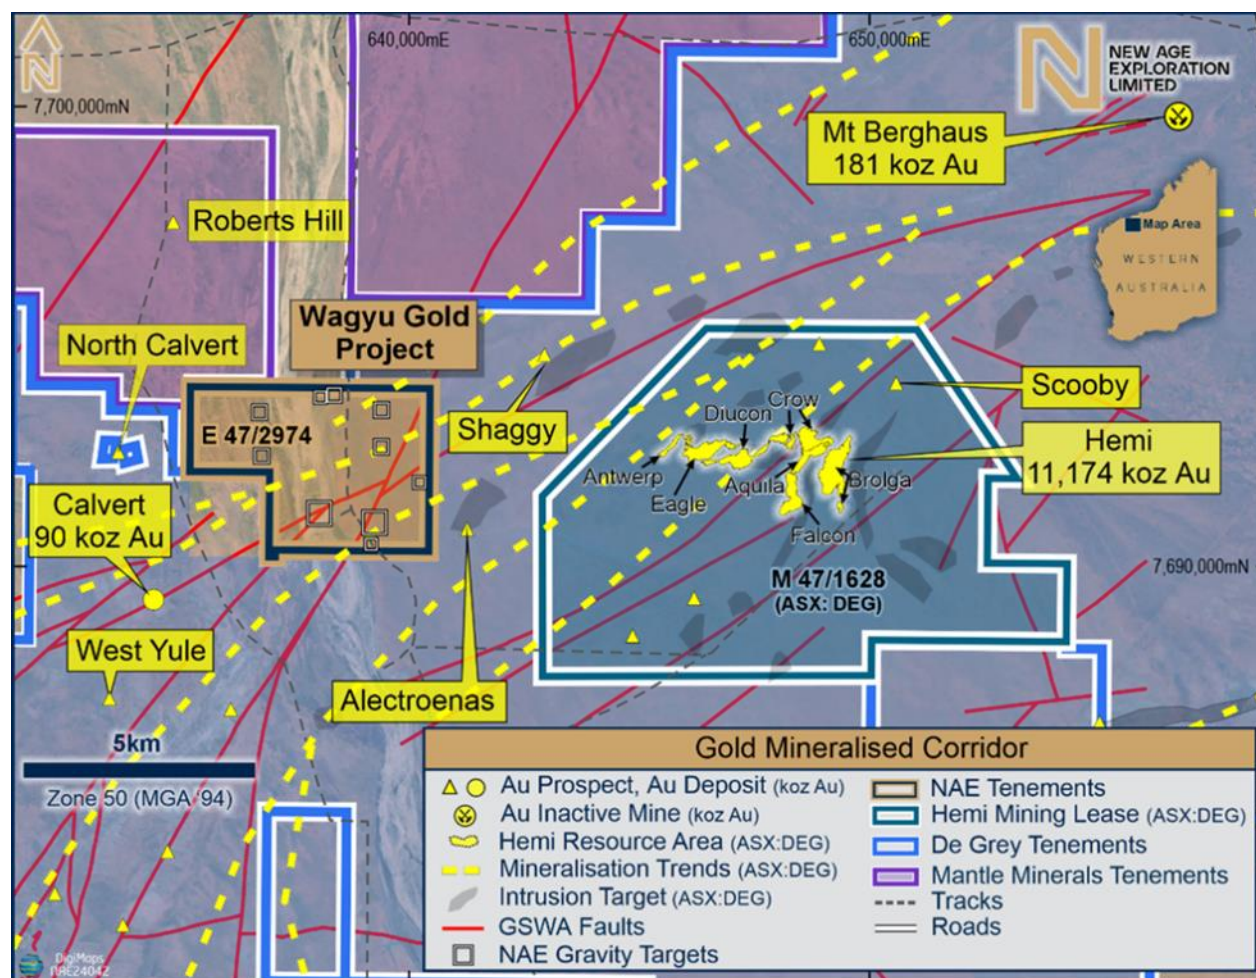 640,000mE
650,000mE
N
N
NEW AGE
EXPLORATION
LIMITED
7,700,000mN
Mt Berghaus
181 koz Au
Roberts Hill
Map Area
WESTERN
AUSTRALIA
Wagyu Gold
Project
North Calvert
E 47/2974
Shaggy
Scooby
Crow
Diucon
Hemi
11,174 koz Au
Antwerp
Eagle
Aquila
Brolga
Falcon
Calvert
90 koz Au
7,690,000mN
M 47/1628
(ASX: DEG)
West Yule
Alectroenas
5km
Zone 50 (MGA '94)
Gold Mineralised Corridor
Au Prospect, Au Deposit (koz Au)
Au Inactive Mine (koz Au)
Hemi Resource Area (ASX:DEG)
Mineralisation Trends (ASX:DEG)
Intrusion Target (ASX:DEG)
GSWA Faults
NAE Gravity Targets
NAE Tenements
Hemi Mining Lease (ASX:DEG)
De Grey Tenements
Mantle Minerals Tenements
Tracks
Roads
DigiMaps
NAE24042